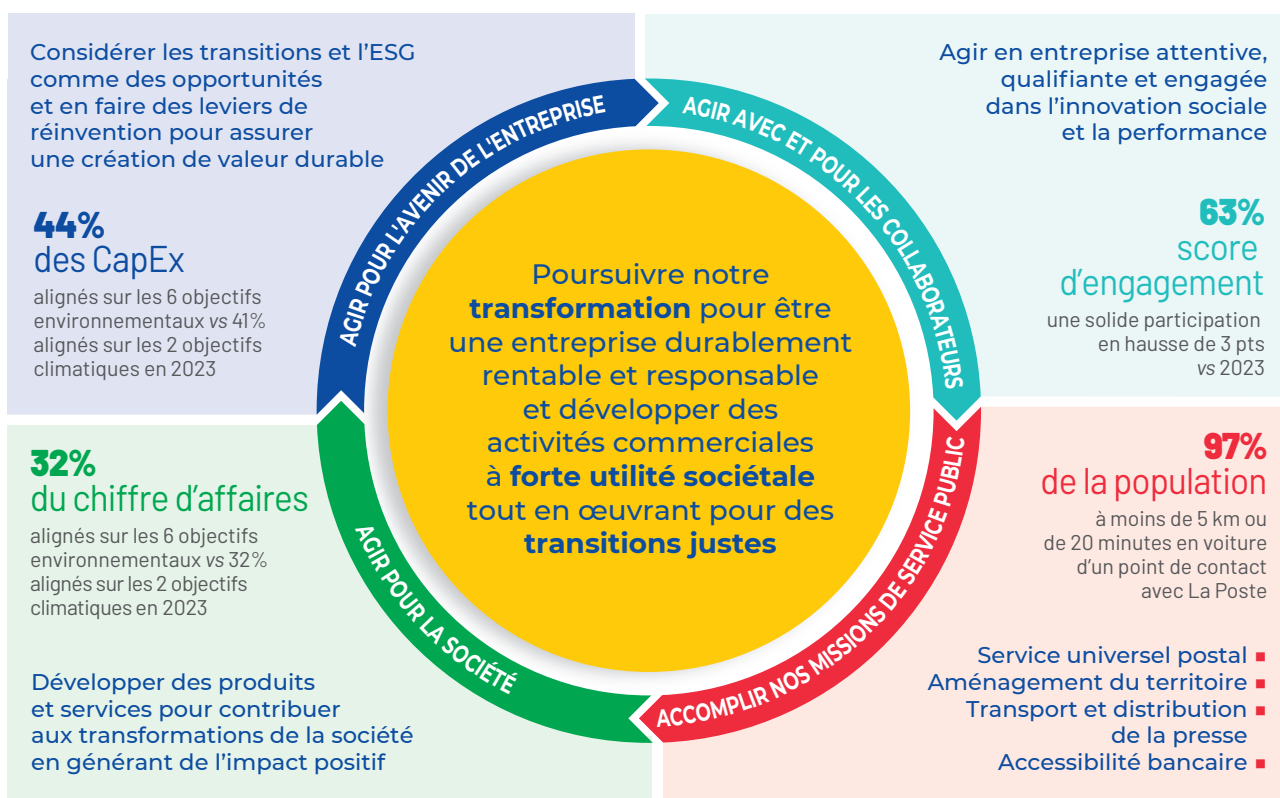 Considérer les transitions et l’ESG
comme des opportunités
et en faire des leviers de
réinvention pour assurer
une création de valeur durable
44%
des CapEx
alignés sur les 6 objectifs
environnementaux vs 41%
alignés sur les 2 objectifs
climatiques en 2023
AGIR POUR L'AVENIR DE L'ENTREPRISE
AGIR AVEC ET POUR LES COLLABORATEURS
Agir en entreprise attentive,
qualifiante et engagée
dans l’innovation sociale
et la performance
63%
score
d’engagement
une solide participation
en hausse de 3 pts
vs 2023
Poursuivre notre
transformation pour être
une entreprise durablement
rentable et responsable
et développer des
activités commerciales
à forte utilité sociétale
tout en œuvrant pour des
transitions justes
32%
du chiffre d’affaires
alignés sur les 6 objectifs
environnementaux vs 32%
alignés sur les 2 objectifs
climatiques en 2023
Développer des produits
et services pour contribuer
aux transformations de la société
en générant de l’impact positif
AGIR POUR LA SOCIÉTÉ
ACCOMPLIR NOS MISSIONS DE SERVICE PUBLIC
97%
de la population
à moins de 5 km ou
de 20 minutes en voiture
d’un point de contact
avec La Poste
Service universel postal ■
Aménagement du territoire ■
Transport et distribution ■
de la presse
Accessibilité bancaire ■